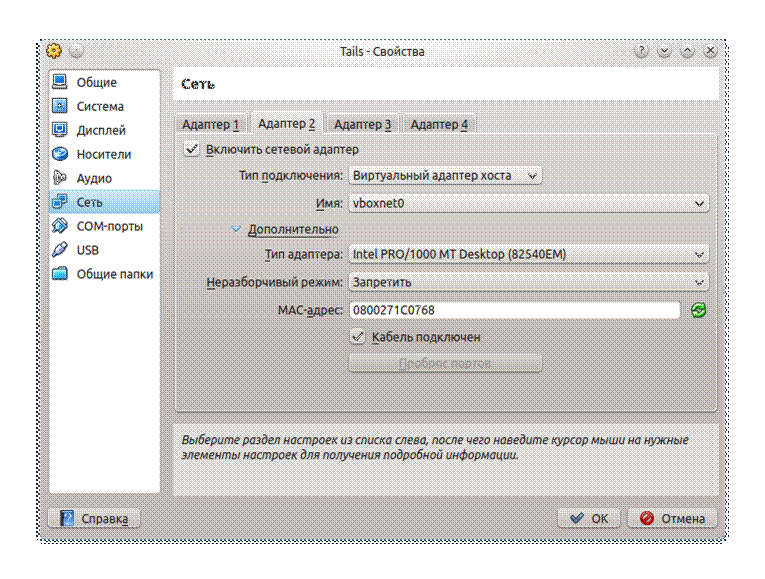 Tails - Свойства
Общие
Система
Дисплей
Носители
Аудио
Сеть
COM-порты
USB
Общие папки
Сеть
Адаптер 1 Адаптер 2 Адаптер 3 Адаптер 4
Включить сетевой адаптер
Тип подключения: Виртуальный адаптер хоста
Имя: vboxnet0
Дополнительно
Тип адаптера: Intel PRO/1000 MT Desktop (82540EM)
Неразборчивый режим: Запретить
MAC-адрес: 0800271C0768
Кабель подключен
Проброс портов
Выберите раздел настроек из списка слева, после чего наведите курсор мыши на нужные
элементы настроек для получения подробной информации.
Справка OK Отмена